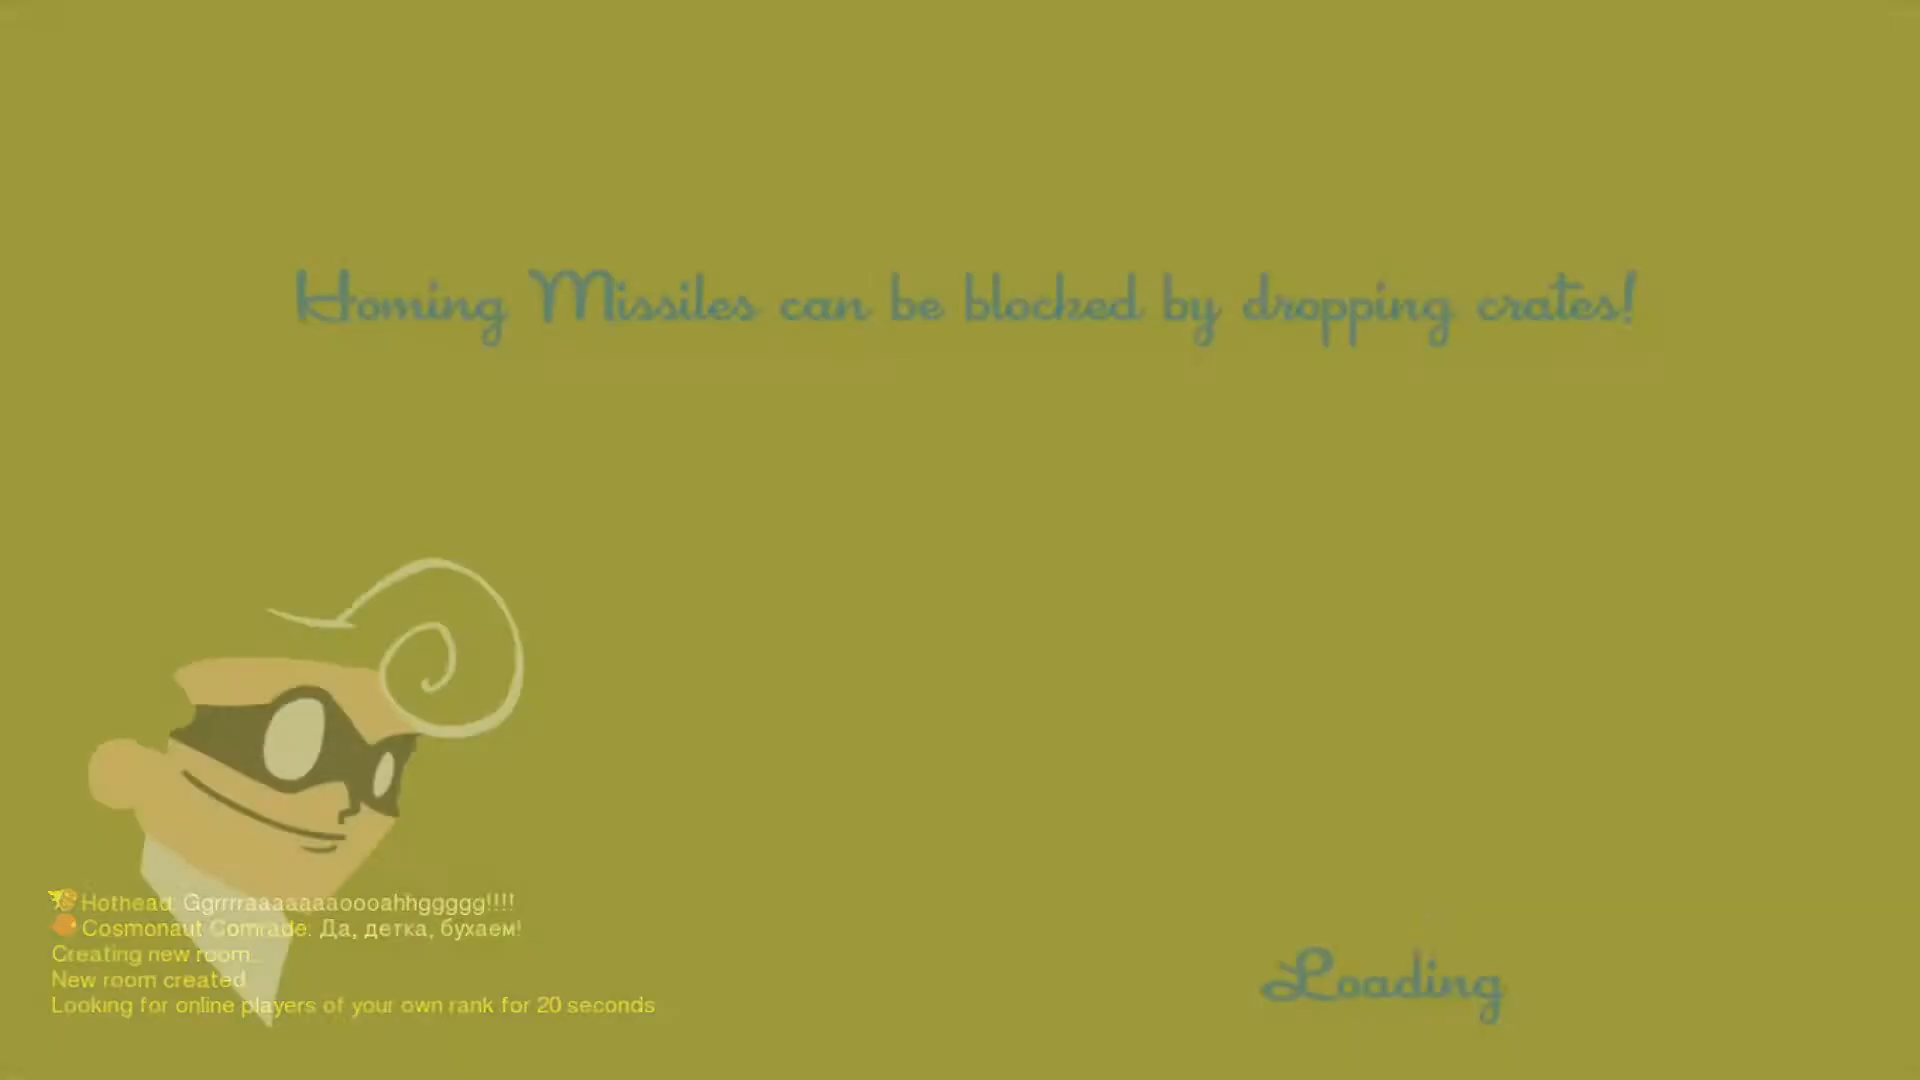 Homing Missiles can be blocked by dropping crates!
Hothead: Ggrrrraaaaaaaoooahhggggg!!!!
Cosmonaut Comrade: Да, детка, бухаем!
Creating new room...
New room created
Looking for online players of your own rank for 20 seconds
Loading